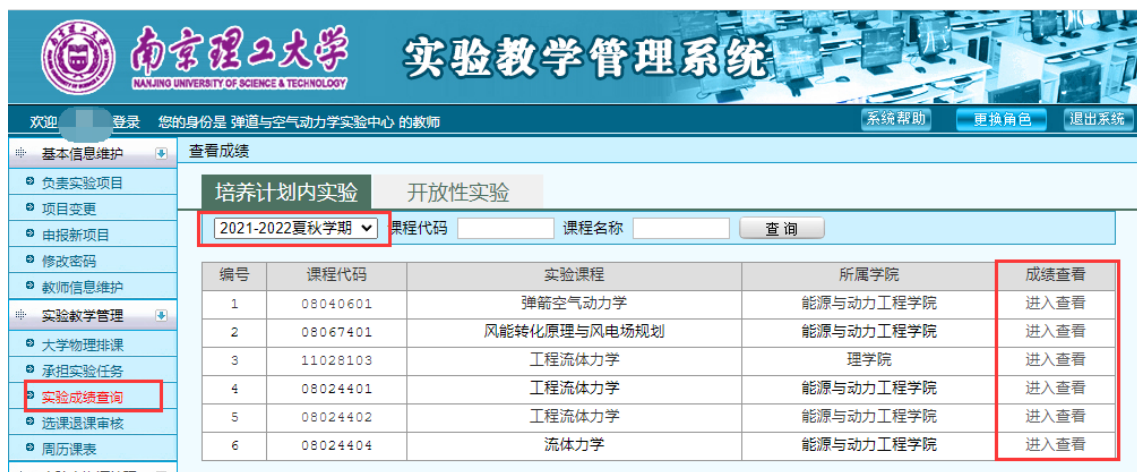 南京理工大学
NANJING UNIVERSITY OF SCIENCE & TECHNOLOGY
实验教学管理系统
欢迎 登录 您的身份是 弹道与空气动力学实验中心 的教师
系统帮助 更换角色 退出系统
基本信息维护
负责实验项目
项目变更
申报新项目
修改密码
教师信息维护
实验教学管理
大学物理排课
承担实验任务
实验成绩查询
选课退课审核
周历课表
查看成绩
培养计划内实验 开放性实验
2021-2022夏秋学期 课程代码 课程名称 查 询
编号 课程代码 实验课程 所属学院 成绩查看
1 08040601 弹箭空气动力学 能源与动力工程学院 进入查看
2 08067401 风能转化原理与风电场规划 能源与动力工程学院 进入查看
3 11028103 工程流体力学 理学院 进入查看
4 08024401 工程流体力学 能源与动力工程学院 进入查看
5 08024402 工程流体力学 能源与动力工程学院 进入查看
6 08024404 流体力学 能源与动力工程学院 进入查看